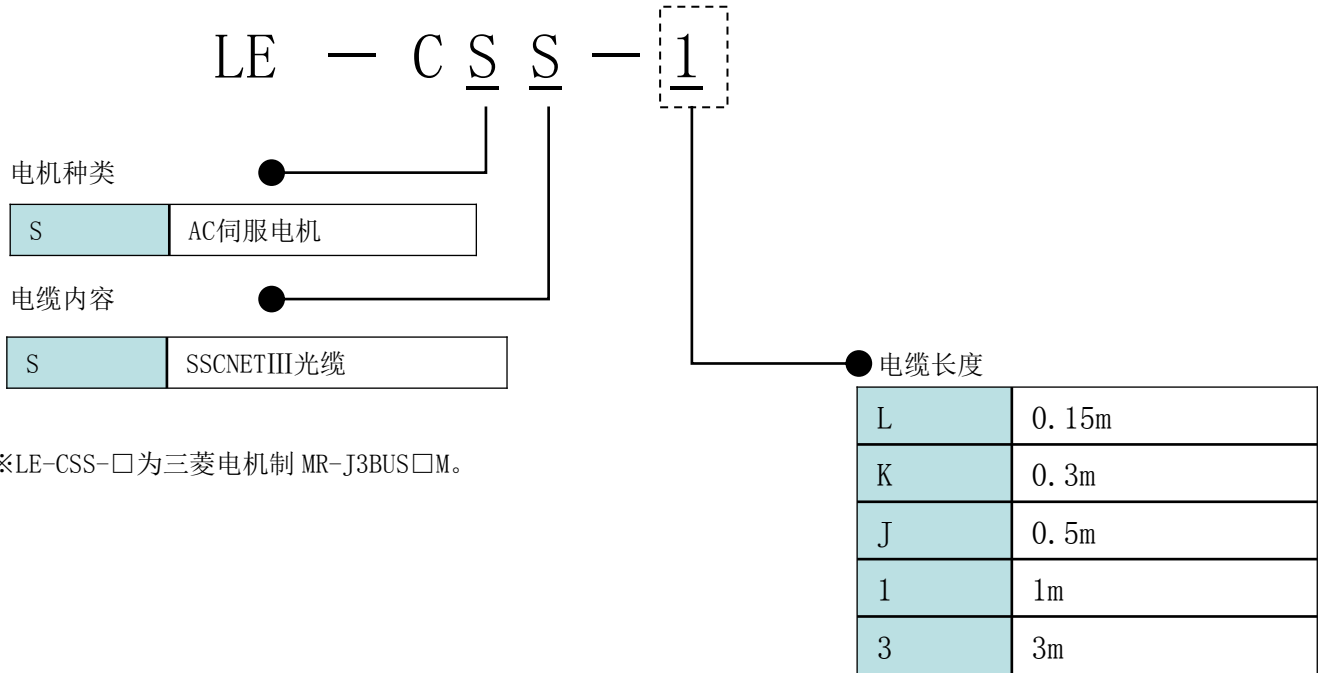 LE － C S S － 1
电机种类
S AC伺服电机
电缆内容
S SSCNETIII光缆
※LE-CSS-□为三菱电机制 MR-J3BUS□M。
电缆长度
L 0.15m
K 0.3m
J 0.5m
1 1m
3 3m